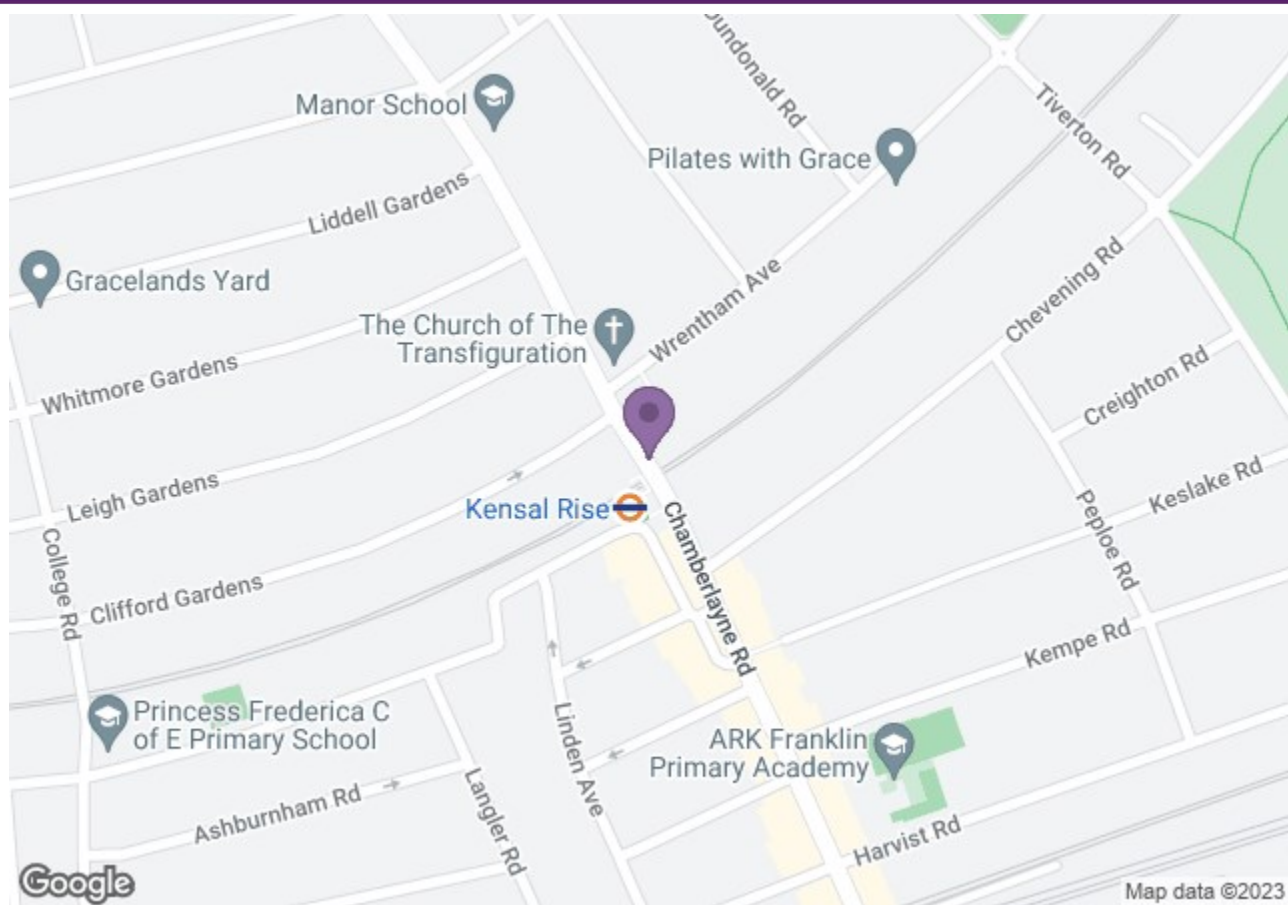 Dundonald Rd
Manor School
Tiverton Rd
Pilates with Grace
Liddell Gardens
Gracelands Yard
Wrentham Ave
Chevening Rd
The Church of The
Transfiguration
Whitmore Gardens
Creighton Rd
Leigh Gardens
Keslake Rd
Kensal Rise
Peploe Rd
Chamberlayne Rd
College Rd
Clifford Gardens
Kempe Rd
Princess Frederica C
of E Primary School
Linden Ave
ARK Franklin
Primary Academy
Langler Rd
Ashburnham Rd
Harvist Rd
Google
Map data ©2023